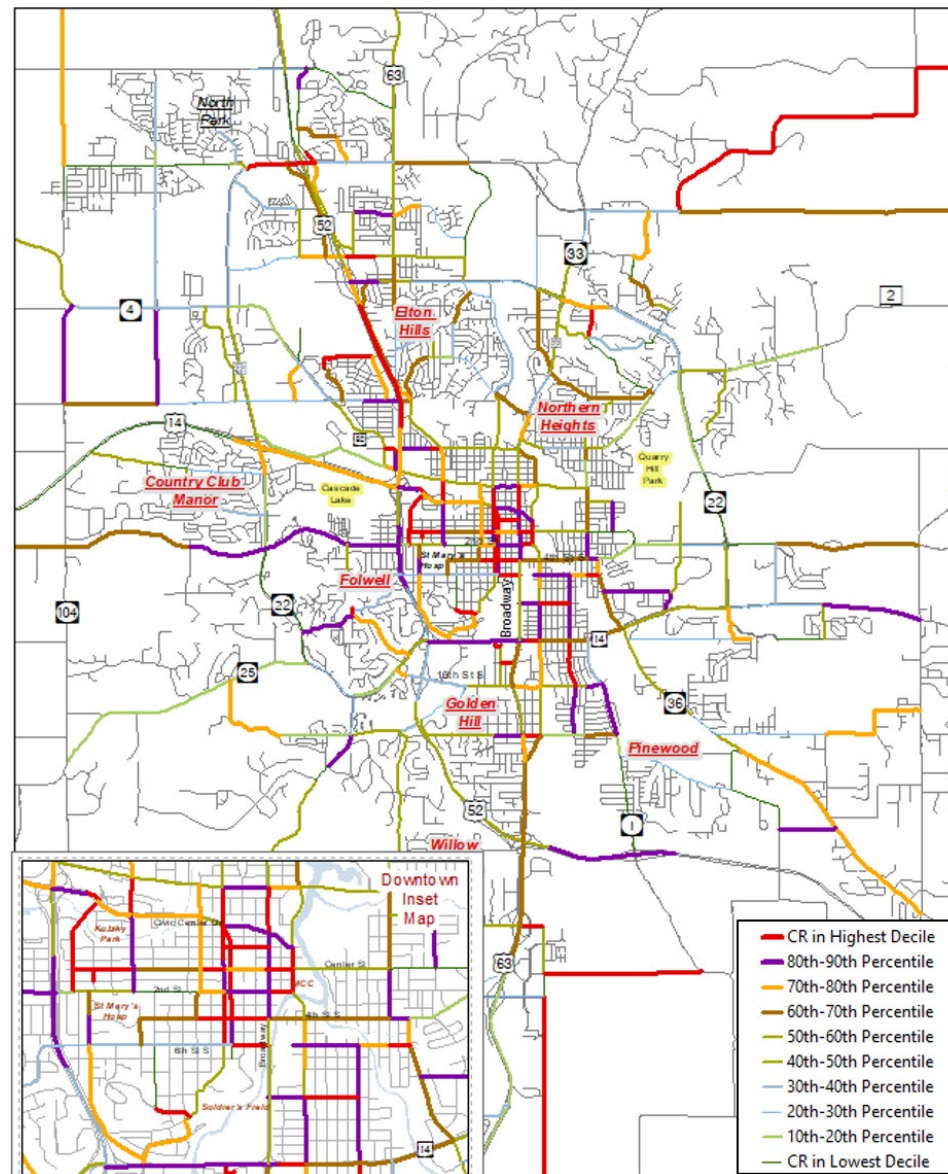 63
North
Park
52
33
4
2
Elton
Hills
14
Northern
Heights
Country Club
Manor
Cascade
Lake
Quarry
Hill
Park
22
2nd St
St Mary's
Hosp
4th St S
Folwell
Broadway
104
22
14
25
16th St S
Golden
Hill
36
Pinewood
52
1
Willow
63
Downtown
Inset
Map
Kutzky
Park
Civic Center Dr
Center St
2nd St
MCC
St Mary's
Hosp
4th St S
6th St S
Broadway
Soldier's Field
14
CR in Highest Decile
80th-90th Percentile
70th-80th Percentile
60th-70th Percentile
50th-60th Percentile
40th-50th Percentile
30th-40th Percentile
20th-30th Percentile
10th-20th Percentile
CR in Lowest Decile